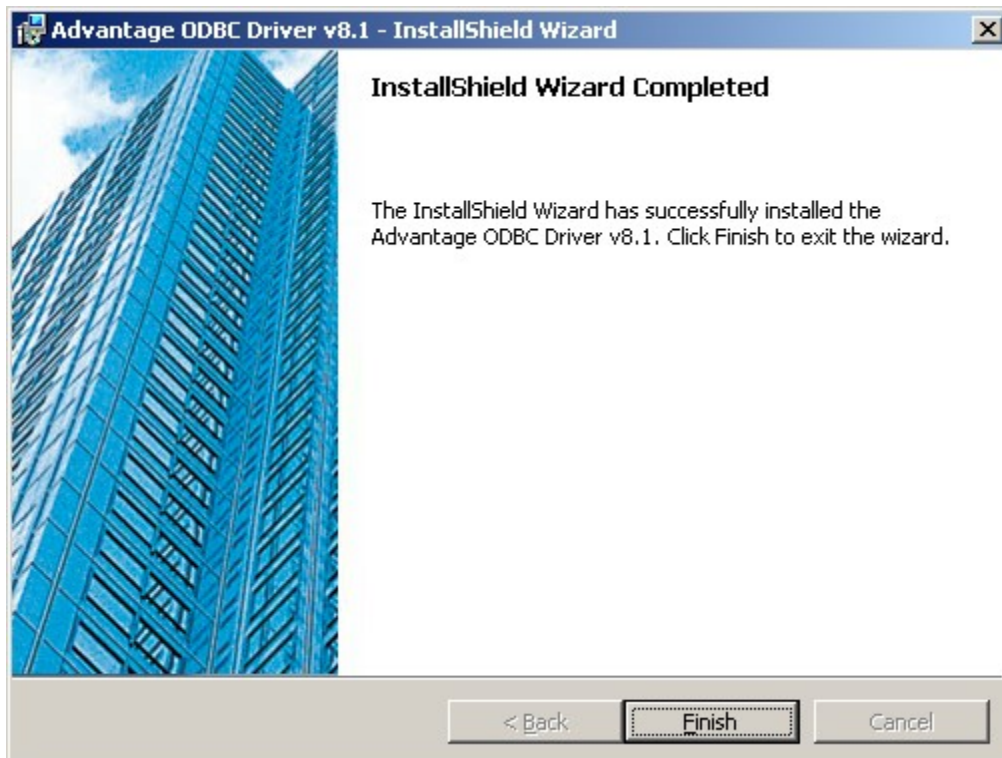 Advantage ODBC Driver v8.1 - InstallShield Wizard
InstallShield Wizard Completed
The InstallShield Wizard has successfully installed the
Advantage ODBC Driver v8.1. Click Finish to exit the wizard.
< Back
Finish
Cancel